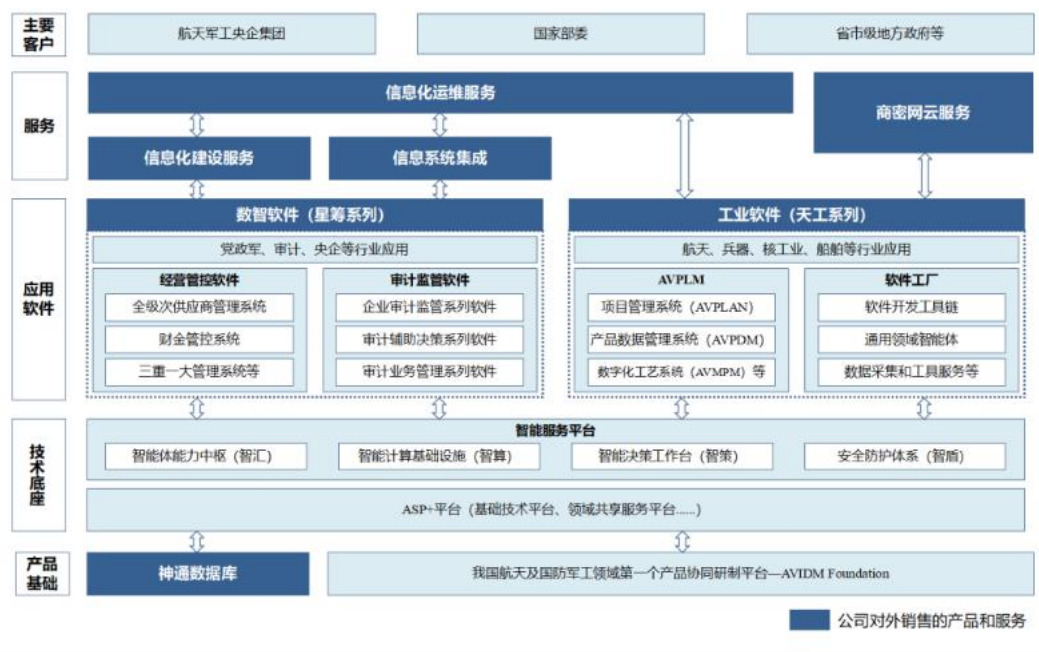 主要
客户
航天军工央企集团
国家部委
省市级地方政府等
服务
信息化运维服务
商密网云服务
信息化建设服务
信息系统集成
应用
软件
数智软件（星筹系列）
工业软件（天工系列）
党政军、审计、央企等行业应用
航天、兵器、核工业、船舶等行业应用
经营管控软件
审计监管软件
AVPLM
软件工厂
全级次供应商管理系统
企业审计监管系列软件
项目管理系统（AVPLAN）
软件开发工具链
财金管控系统
审计辅助决策系列软件
产品数据管理系统（AVPDM）
通用领域智能体
三重一大管理系统等
审计业务管理系列软件
数字化工艺系统（AVMPM）等
数据采集和工具服务等
技术底座
智能服务平台
智能体能力中枢（智汇）
智能计算基础设施（智算）
智能决策工作台（智策）
安全防护体系（智盾）
ASP+平台（基础技术平台、领域共享服务平台......）
产品
基础
神通数据库
我国航天及国防军工领域第一个产品协同研制平台—AVIDM Foundation
公司对外销售的产品和服务